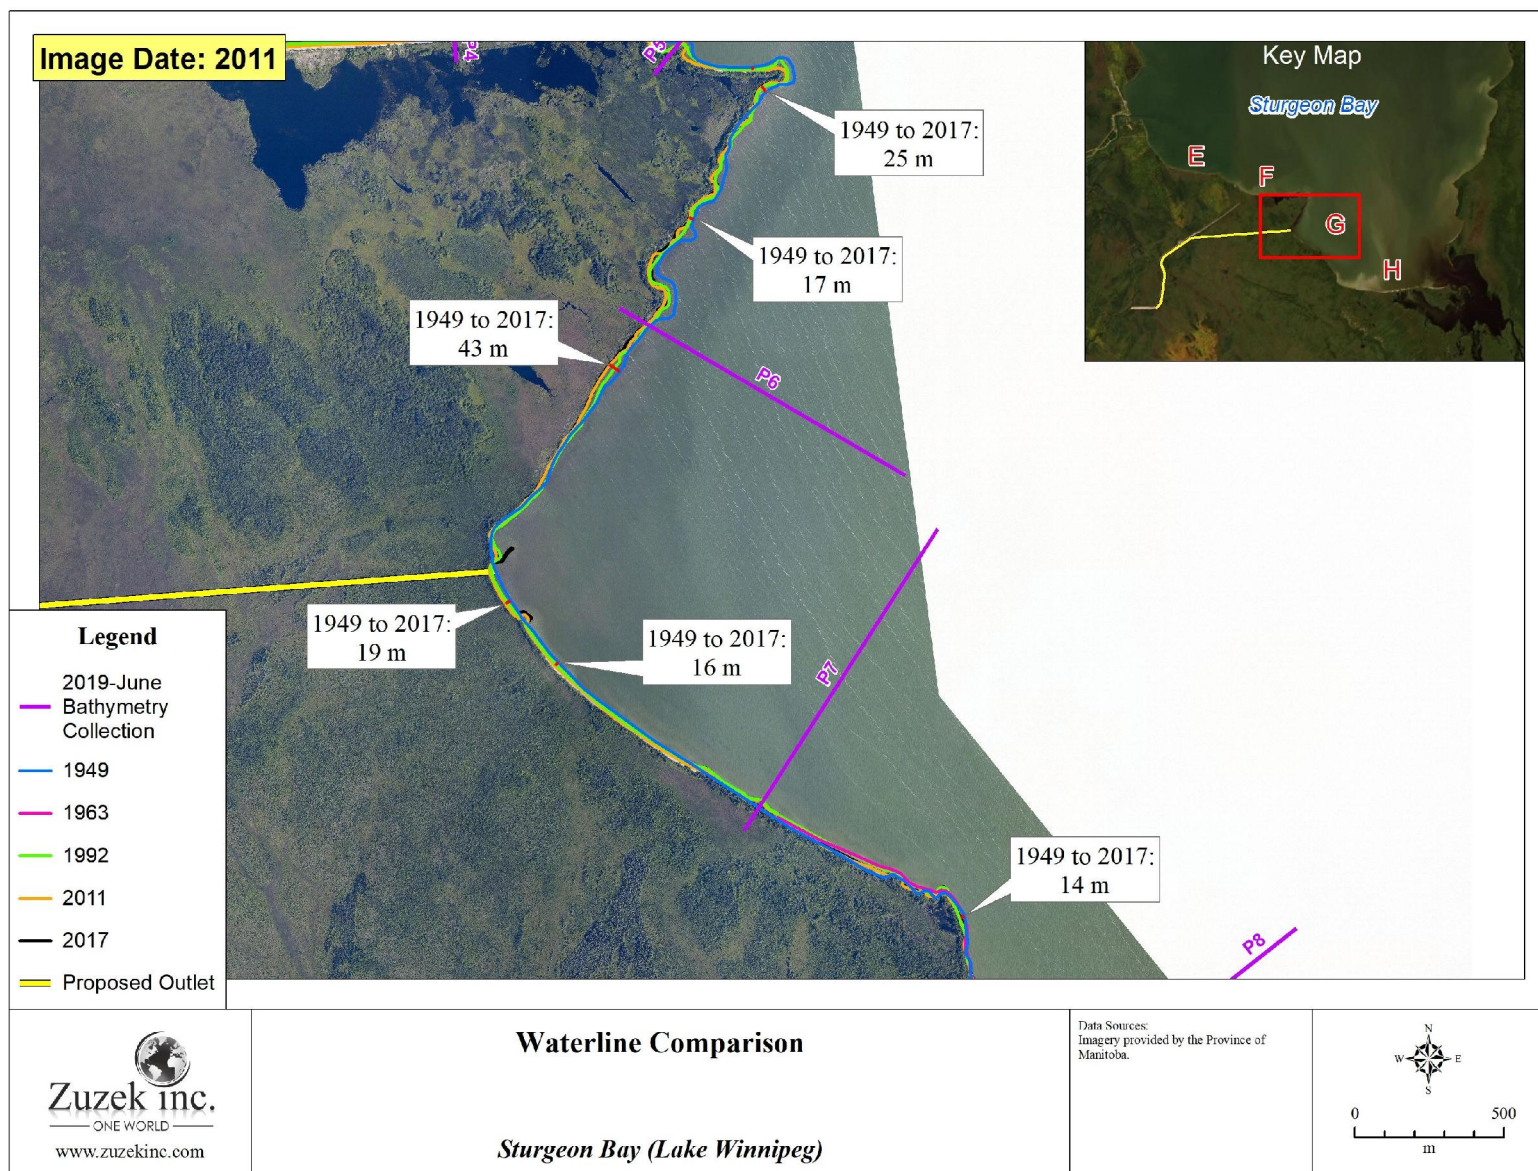 Image Date: 2011
P4
P5
Key Map
Sturgeon Bay
E
F
G
H
1949 to 2017:
25 m
1949 to 2017:
17 m
1949 to 2017:
43 m
P6
1949 to 2017:
19 m
1949 to 2017:
16 m
P7
1949 to 2017:
14 m
P8
Legend
2019-June
Bathymetry
Collection
1949
1963
1992
2011
2017
Proposed Outlet
Zuzek inc.
ONE WORLD
www.zuzekinc.com
Waterline Comparison
Sturgeon Bay (Lake Winnipeg)
Data Sources:
Imagery provided by the Province of
Manitoba.
N
W E
S
0 500
m